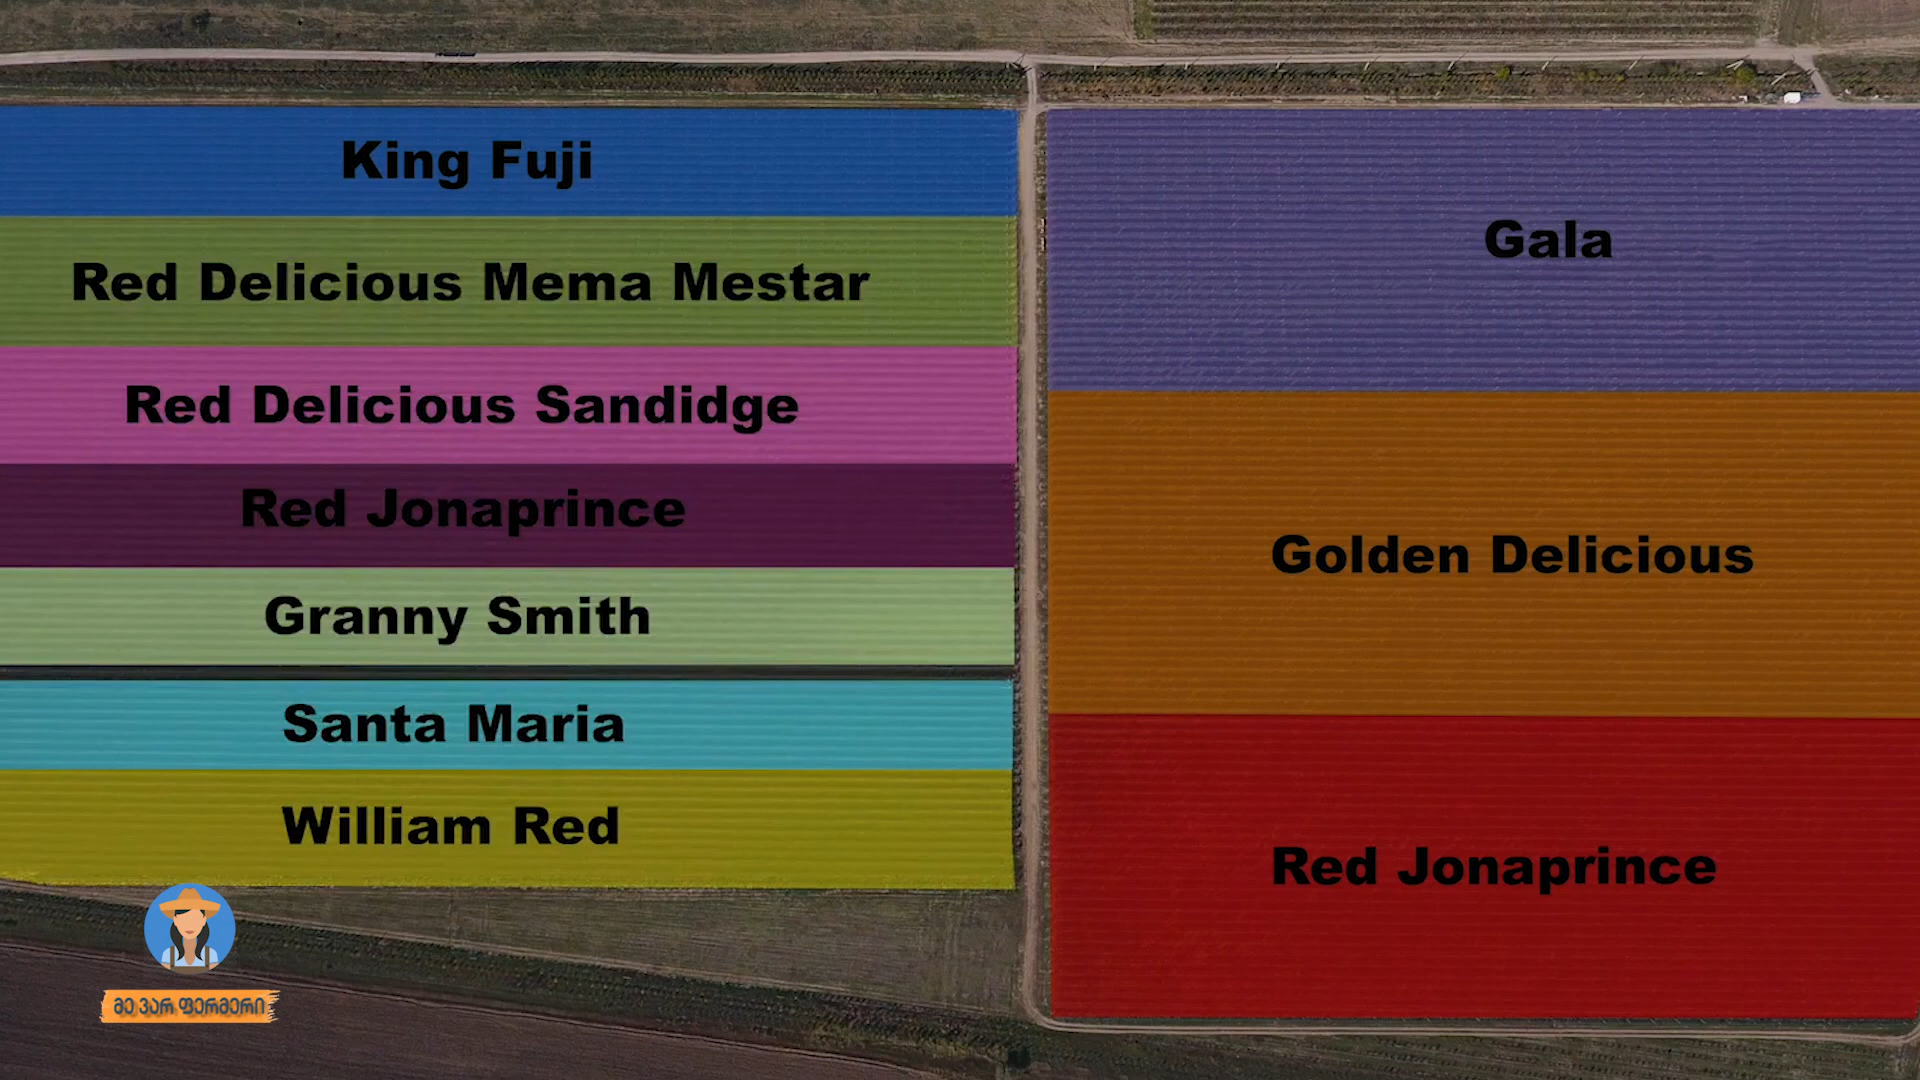 King Fuji
Red Delicious Mema Mestar
Red Delicious Sandidge
Red Jonaprince
Granny Smith
Santa Maria
William Red
Gala
Golden Delicious
Red Jonaprince
მე ვარ ფერმერი